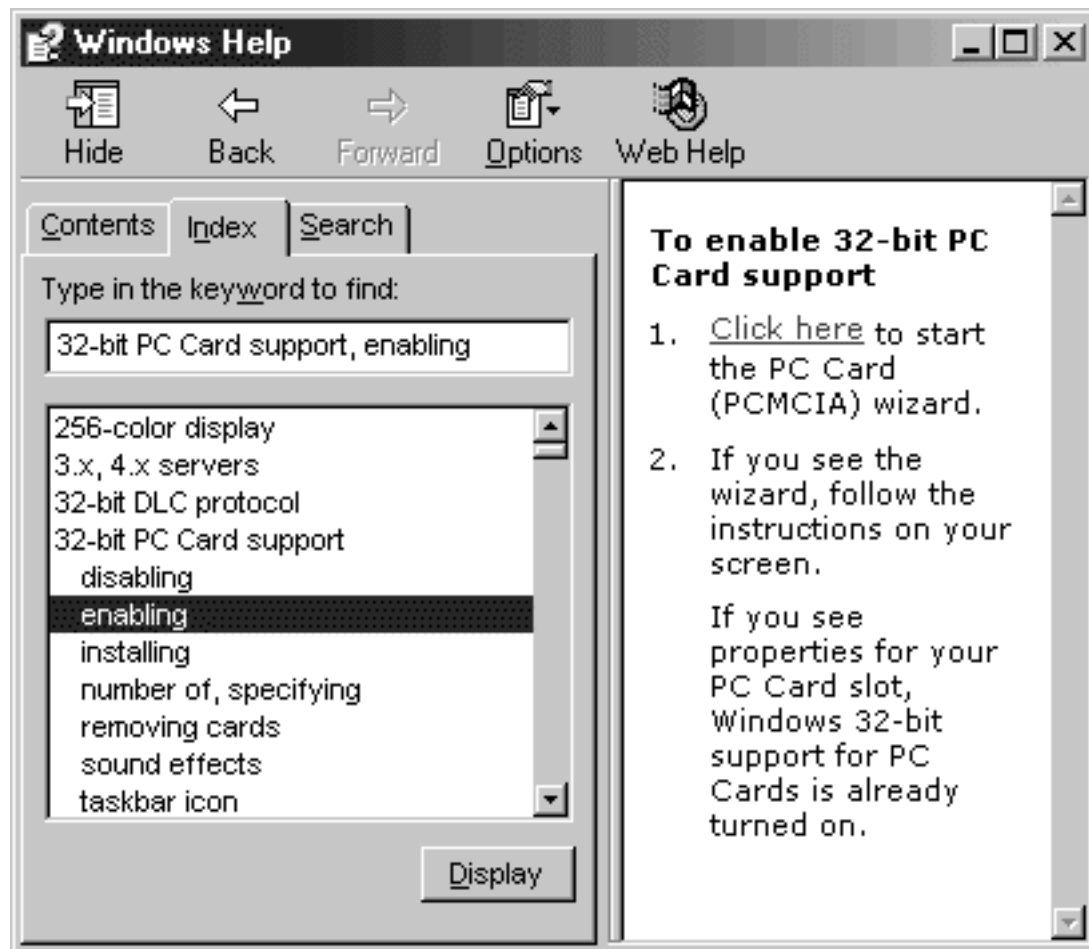 Windows Help
Hide Back Forward Options Web Help
Contents Index Search
Type in the keyword to find:
32-bit PC Card support, enabling
256-color display
3.x, 4.x servers
32-bit DLC protocol
32-bit PC Card support
disabling
enabling
installing
number of, specifying
removing cards
sound effects
taskbar icon
Display
To enable 32-bit PC
Card support
1. Click here to start
the PC Card
(PCMCIA) wizard.
2. If you see the
wizard, follow the
instructions on your
screen.
If you see
properties for your
PC Card slot,
Windows 32-bit
support for PC
Cards is already
turned on.